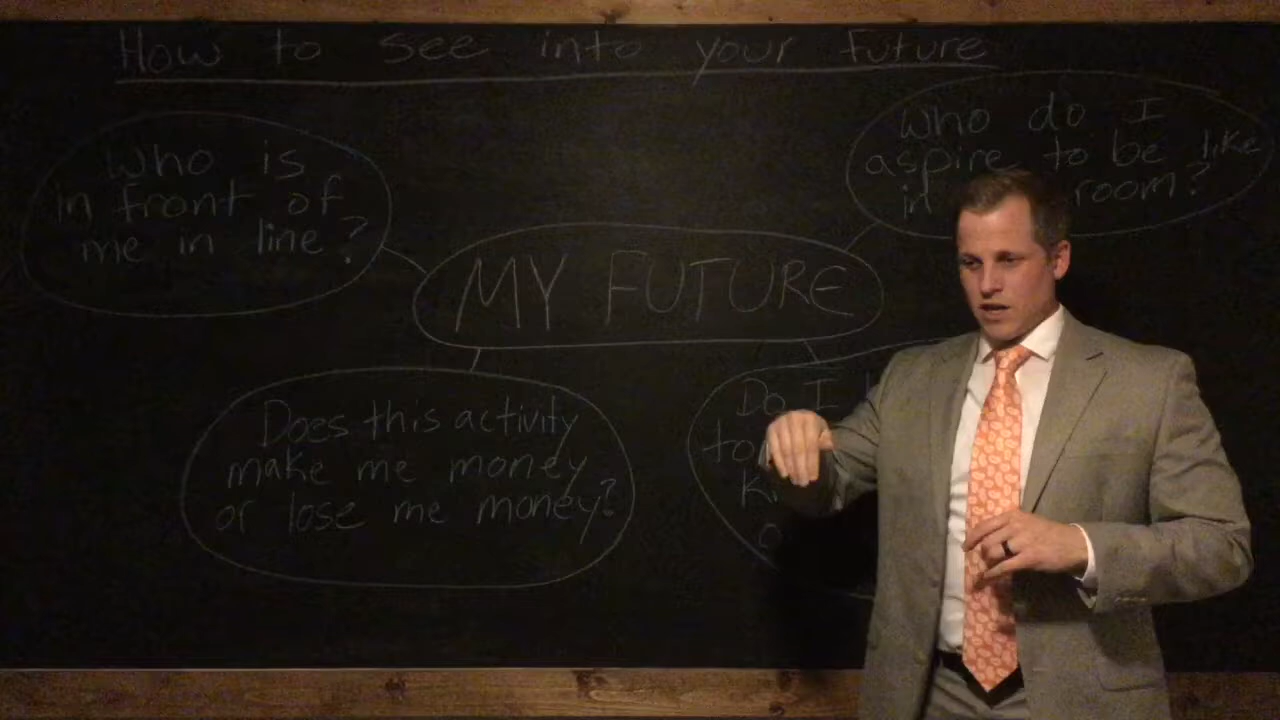 How to see into your future
Who is
in front of
me in line?
Who do I
aspire to be like
in room?
MY FUTURE
Does this activity
make me money
or lose me money?
Do I